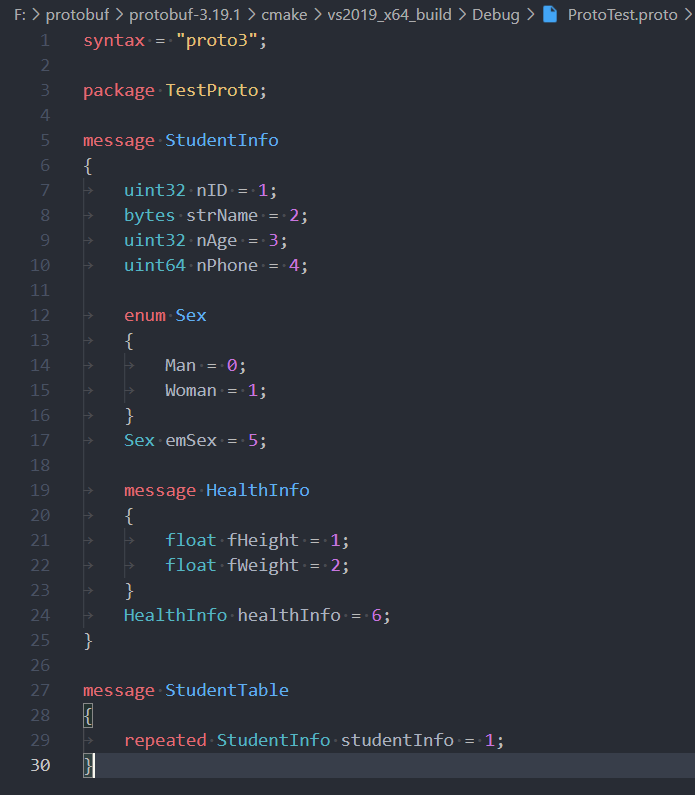 F: > protobuf > protobuf-3.19.1 > cmake > vs2019_x64_build > Debug > ProtoTest.proto >
1 syntax = "proto3";
2
3 package TestProto;
4
5 message StudentInfo
6 {
7 uint32 nID = 1;
8 bytes strName = 2;
9 uint32 nAge = 3;
10 uint64 nPhone = 4;
11
12 enum Sex
13 {
14 Man = 0;
15 Woman = 1;
16 }
17 Sex emSex = 5;
18
19 message HealthInfo
20 {
21 float fHeight = 1;
22 float fWeight = 2;
23 }
24 HealthInfo healthInfo = 6;
25 }
26
27 message StudentTable
28 {
29 repeated StudentInfo studentInfo = 1;
30 }